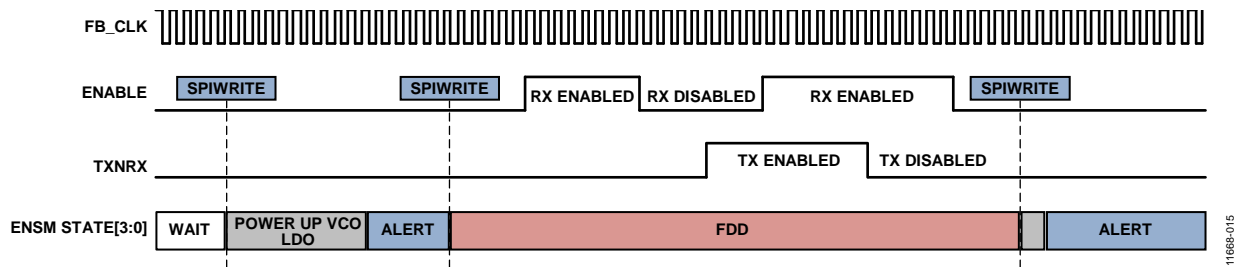 FB_CLK
ENABLE
SPIWRITE
SPIWRITE
RX ENABLED
RX DISABLED
RX ENABLED
SPIWRITE
TXNRX
TX ENABLED
TX DISABLED
ENSM STATE[3:0]
WAIT
POWER UP VCO
LDO
ALERT
FDD
ALERT
11668-015